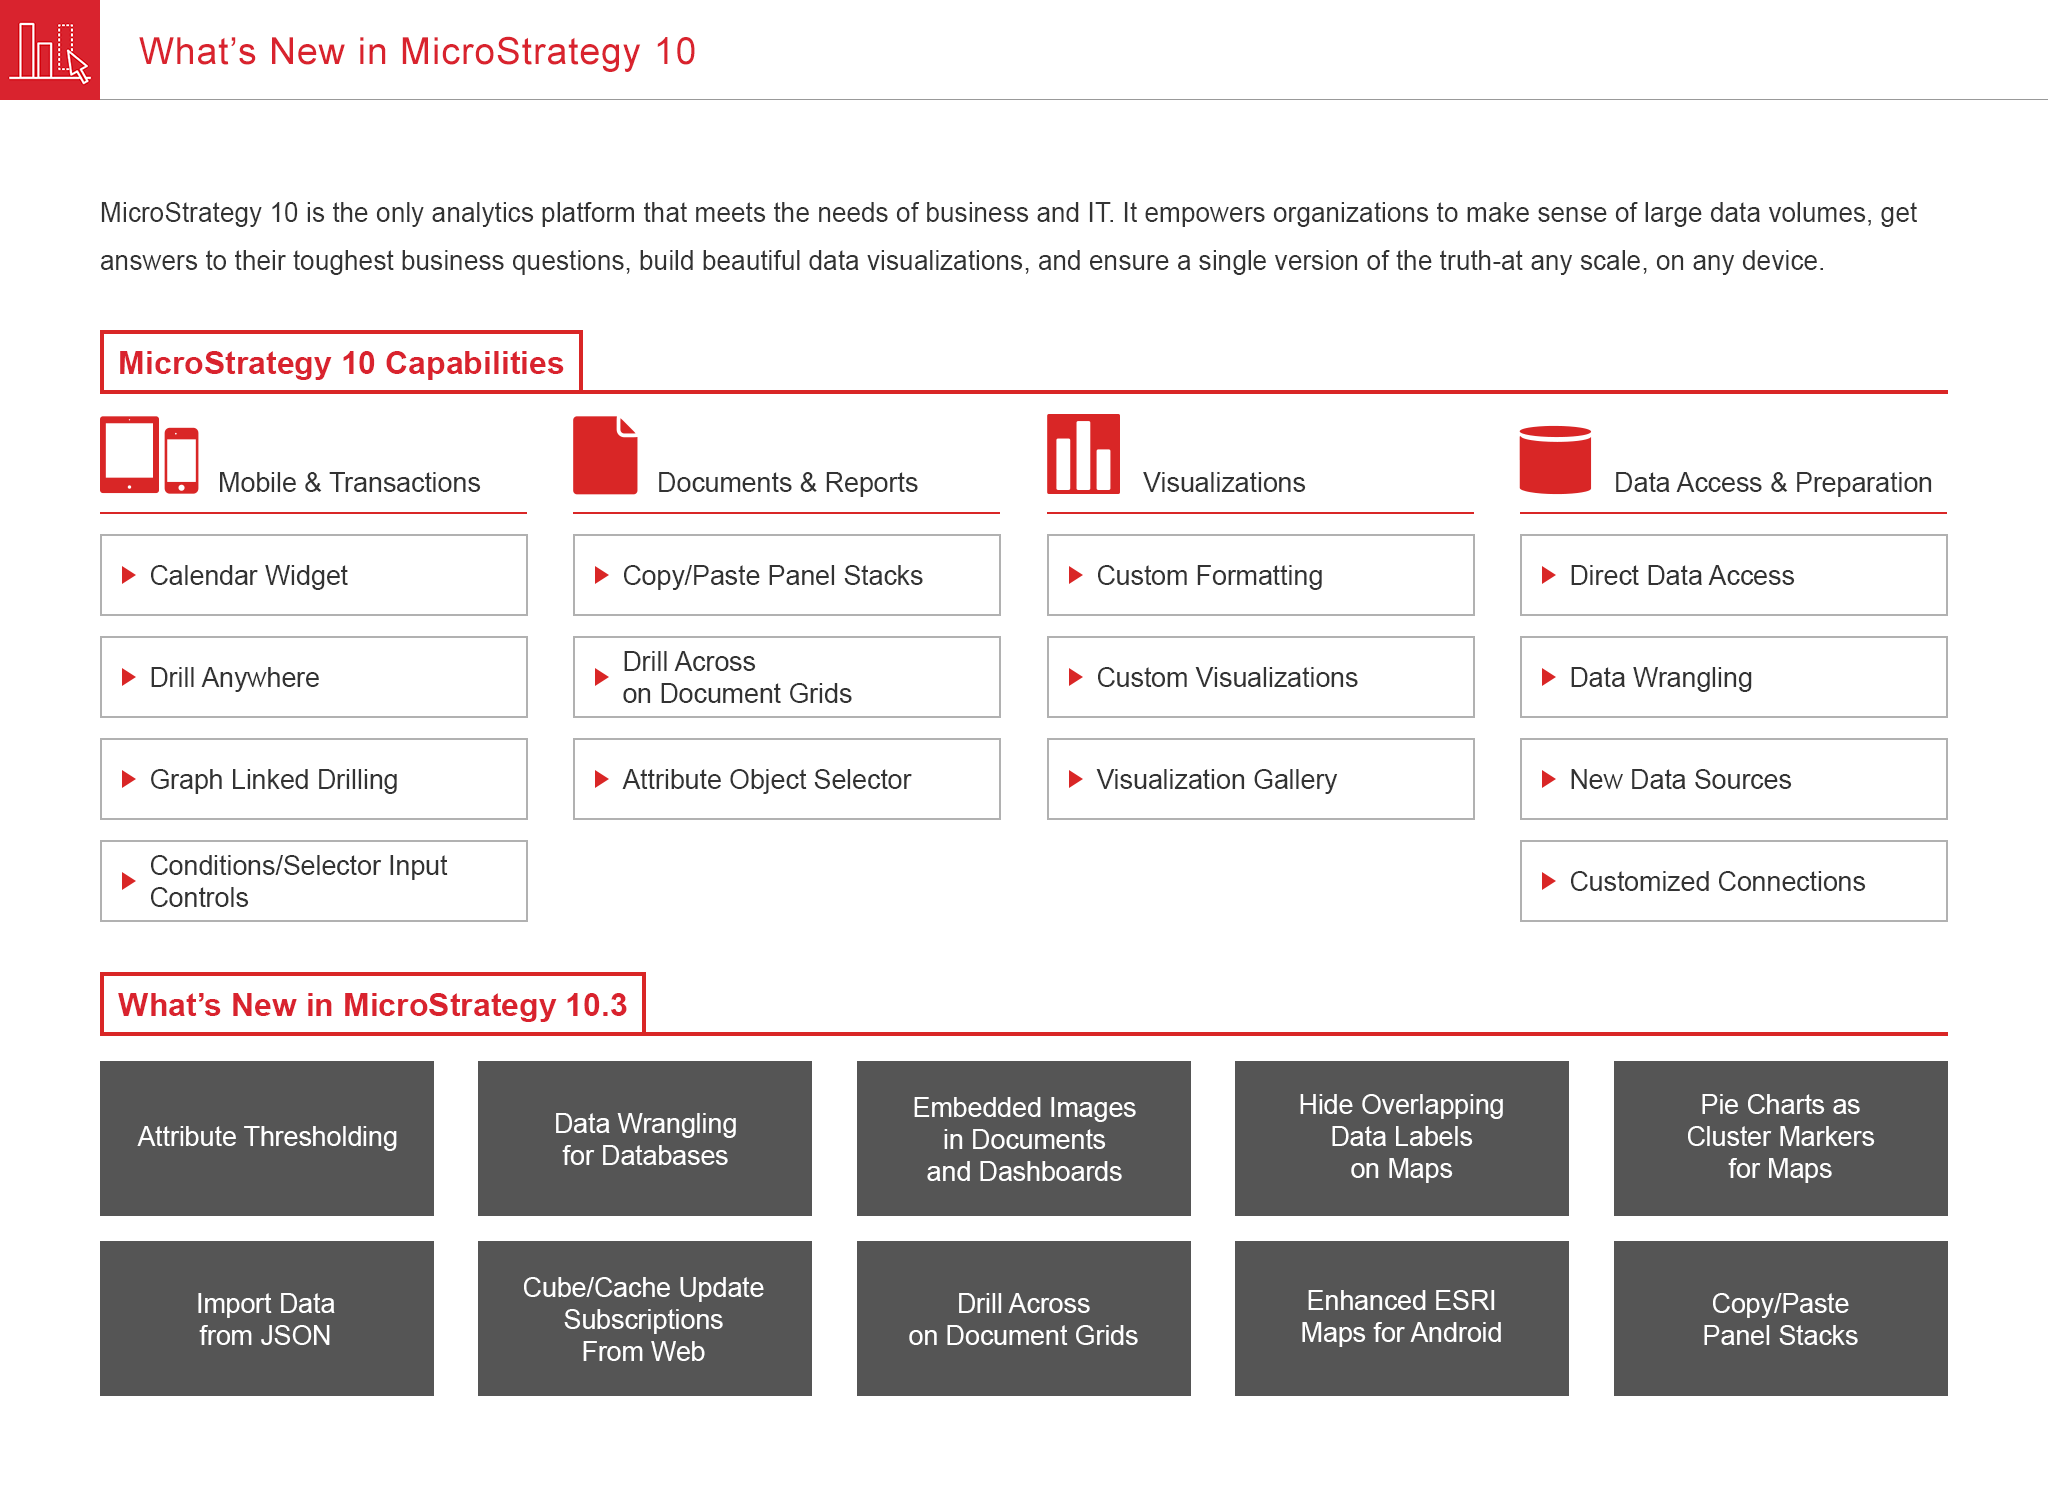 What’s New in MicroStrategy 10
MicroStrategy 10 is the only analytics platform that meets the needs of business and IT. It empowers organizations to make sense of large data volumes, get
answers to their toughest business questions, build beautiful data visualizations, and ensure a single version of the truth-at any scale, on any device.
MicroStrategy 10 Capabilities
Mobile & Transactions
Calendar Widget
Drill Anywhere
Graph Linked Drilling
Conditions/Selector Input
Controls
Documents & Reports
Copy/Paste Panel Stacks
Drill Across
on Document Grids
Attribute Object Selector
Visualizations
Custom Formatting
Custom Visualizations
Visualization Gallery
Data Access & Preparation
Direct Data Access
Data Wrangling
New Data Sources
Customized Connections
What’s New in MicroStrategy 10.3
Attribute Thresholding
Data Wrangling
for Databases
Embedded Images
in Documents
and Dashboards
Hide Overlapping
Data Labels
on Maps
Pie Charts as
Cluster Markers
for Maps
Import Data
from JSON
Cube/Cache Update
Subscriptions
From Web
Drill Across
on Document Grids
Enhanced ESRI
Maps for Android
Copy/Paste
Panel Stacks